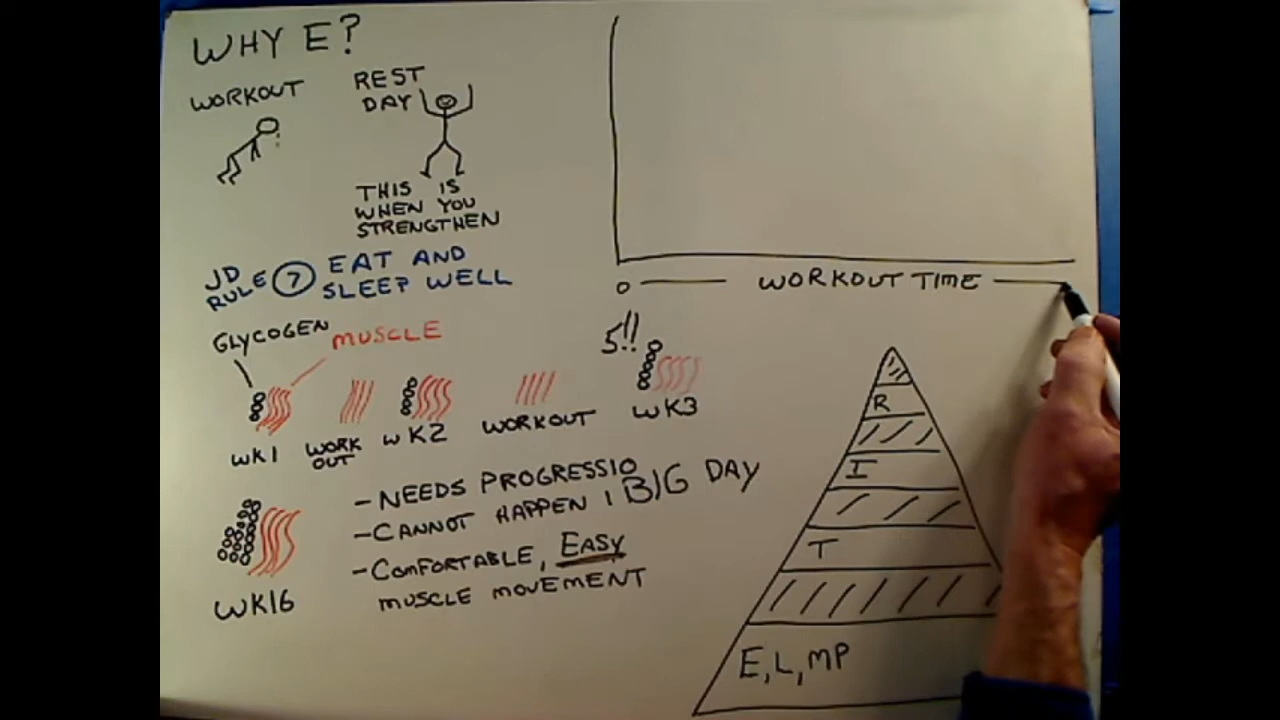 WHY E?
WORKOUT
REST
DAY
THIS IS
WHEN YOU
STRENGTHEN
JD
RULE 7 EAT AND
SLEEP WELL
GLYCOGEN
MUSCLE
WK1
WORK
OUT
WK2
WORKOUT
5!!
WK3
WK16
- NEEDS PROGRESSIO
- CANNOT HAPPEN 1 BIG DAY
- COMFORTABLE, EASY
MUSCLE MOVEMENT
0 WORKOUT TIME
R
I
T
E, L, MP